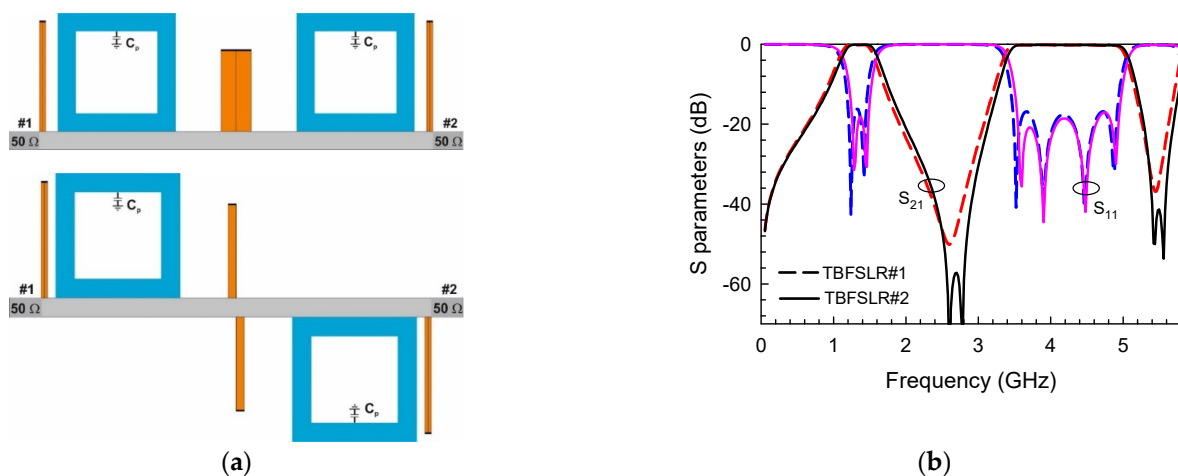 C_p C_p
#1 #2
50 Ω 50 Ω
C_p
#1 #2
50 Ω 50 Ω
C_p
(a)
S parameters (dB)
0
-20
-40
-60
S_21
S_11
TBFSLR#1
TBFSLR#2
0 1 2 3 4 5
Frequency (GHz)
(b)